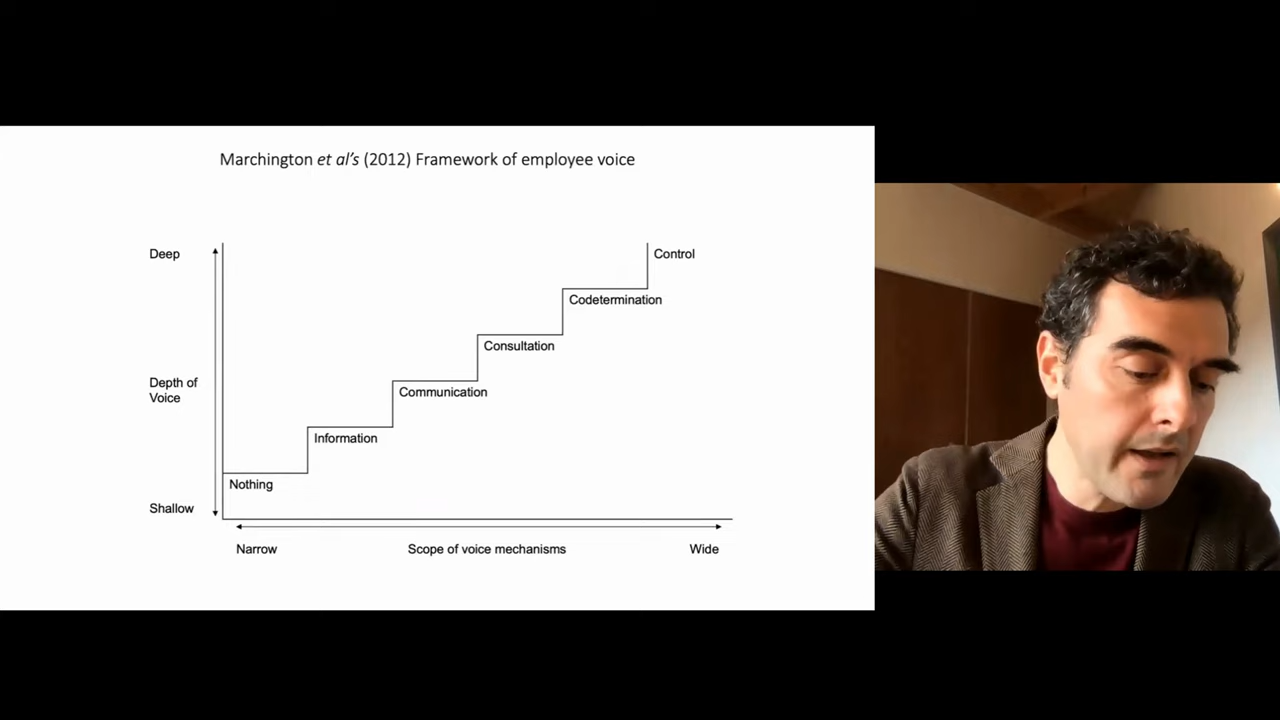 Marchington et al's (2012) Framework of employee voice
Deep
Control
Codetermination
Consultation
Depth of
Voice
Communication
Information
Nothing
Shallow
Narrow
Scope of voice mechanisms
Wide